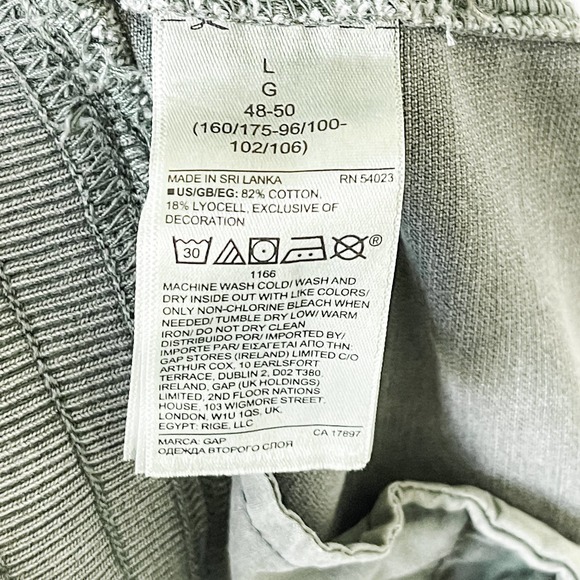 L
G
48-50
(160/175-96/100-
102/106)
MADE IN SRI LANKA RN 54023
■US/GB/EG: 82% COTTON,
18% LYOCELL, EXCLUSIVE OF
DECORATION
30 ®
1166
MACHINE WASH COLD/ WASH AND
DRY INSIDE OUT WITH LIKE COLORS/
ONLY NON-CHLORINE BLEACH WHEN
NEEDED/ TUMBLE DRY LOW/ WARM
IRON/ DO NOT DRY CLEAN
DISTRIBUIDO POR/ IMPORTED BY/
IMPORTE PAR/ ΕΙΣΑΓΕΤΑΙ ΑΠΟ ΤΗΝ:
GAP STORES (IRELAND) LIMITED C/O
ARTHUR COX, 10 EARLSFORT
TERRACE, DUBLIN 2, D02 T380,
IRELAND, GAP (UK HOLDINGS)
LIMITED, 2ND FLOOR NATIONS
HOUSE, 103 WIGMORE STREET,
LONDON, W1U 1QS, UK.
EGYPT: RIGE, LLC
MARCA: GAP CA 17897
ОДЕЖДА ВТОРОГО СЛОЯ